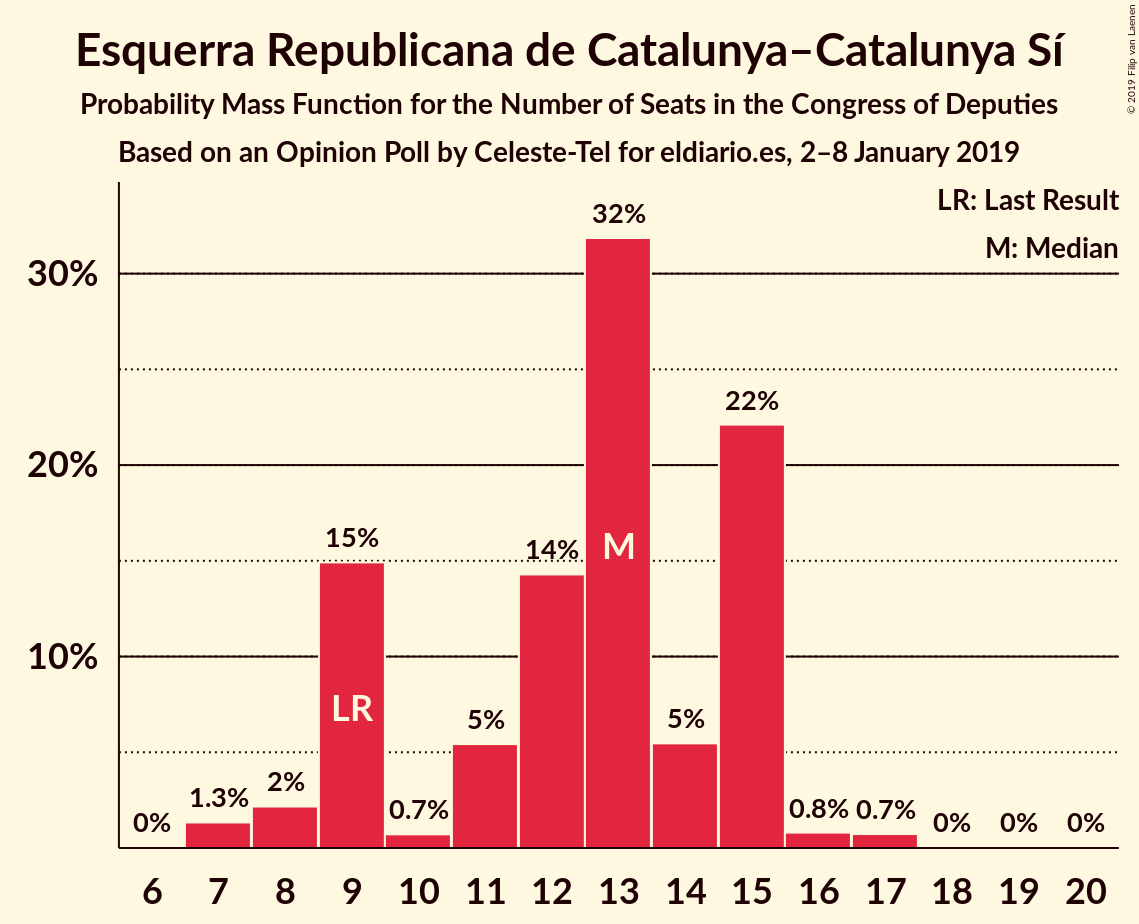 Esquerra Republicana de Catalunya–Catalunya Sí
Probability Mass Function for the Number of Seats in the Congress of Deputies
Based on an Opinion Poll by Celeste-Tel for eldiario.es, 2–8 January 2019
© 2019 Filip van Laenen
LR: Last Result
M: Median
30%
20%
10%
0%
1.3%
2%
15%
0.7%
5%
14%
32%
5%
22%
0.8%
0.7%
0%
0%
0%
LR
M
6 7 8 9 10 11 12 13 14 15 16 17 18 19 20